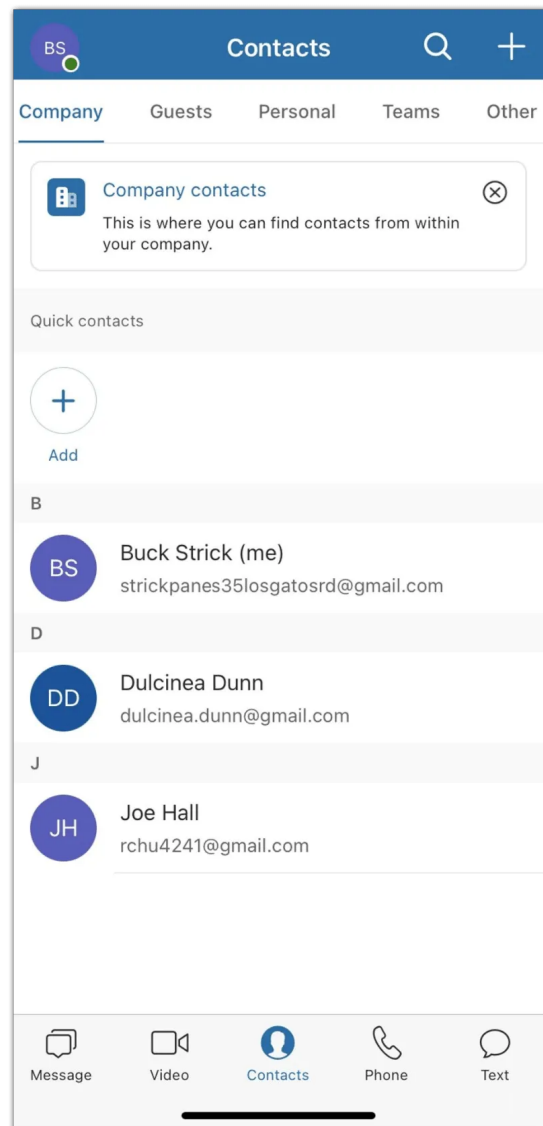 BS
Contacts
Company Guests Personal Teams Other
Company contacts
This is where you can find contacts from within
your company.
Quick contacts
Add
B
BS
Buck Strick (me)
strickpanes35losgatosrd@gmail.com
D
DD
Dulcinea Dunn
dulcinea.dunn@gmail.com
J
JH
Joe Hall
rchu4241@gmail.com
Message Video Contacts Phone Text